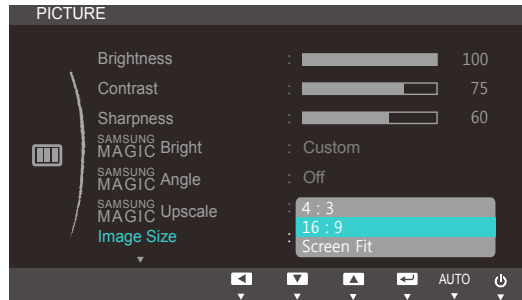 PICTURE
Brightness : 100
Contrast : 75
Sharpness : 60
SAMSUNG
MAGIC Bright : Custom
SAMSUNG
MAGIC Angle : Off
SAMSUNG
MAGIC Upscale :
4 : 3
Image Size : 16 : 9
Screen Fit
AUTO